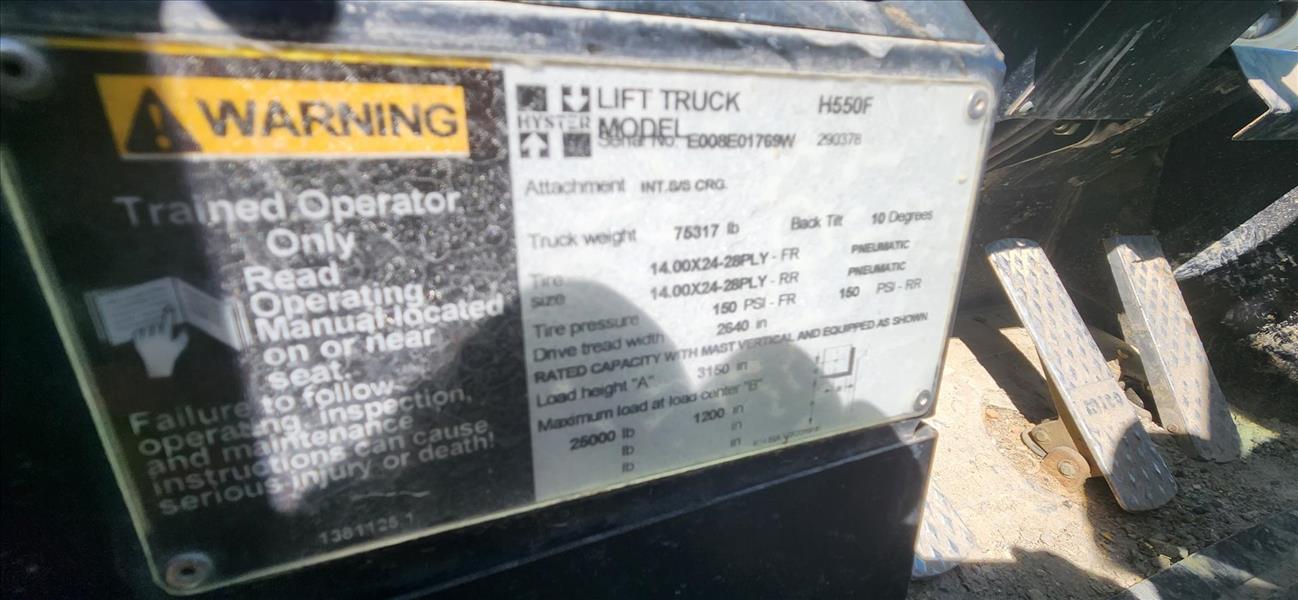 WARNING
Trained Operator
Only
Read
Operating
Manual located
on or near
seat.
Failure to follow
operating, inspection,
and maintenance
instructions can cause
serious injury or death!
1381125 1
HYSTER
LIFT TRUCK H550F
MODEL
Serial No. E008E01769W 290378
Attachment INT.S/S CRG.
Truck weight 75317 lb Back Tilt 10 Degrees
Tire 14.00X24-28PLY - FR PNEUMATIC
size 14.00X24-28PLY - RR PNEUMATIC
Tire pressure 150 PSI - FR 150 PSI - RR
Drive tread width 2640 in
RATED CAPACITY WITH MAST VERTICAL AND EQUIPPED AS SHOWN
Load height "A" 3150 in
Maximum load at load center "B"
25000 lb 1200 in
lb in
lb
mico